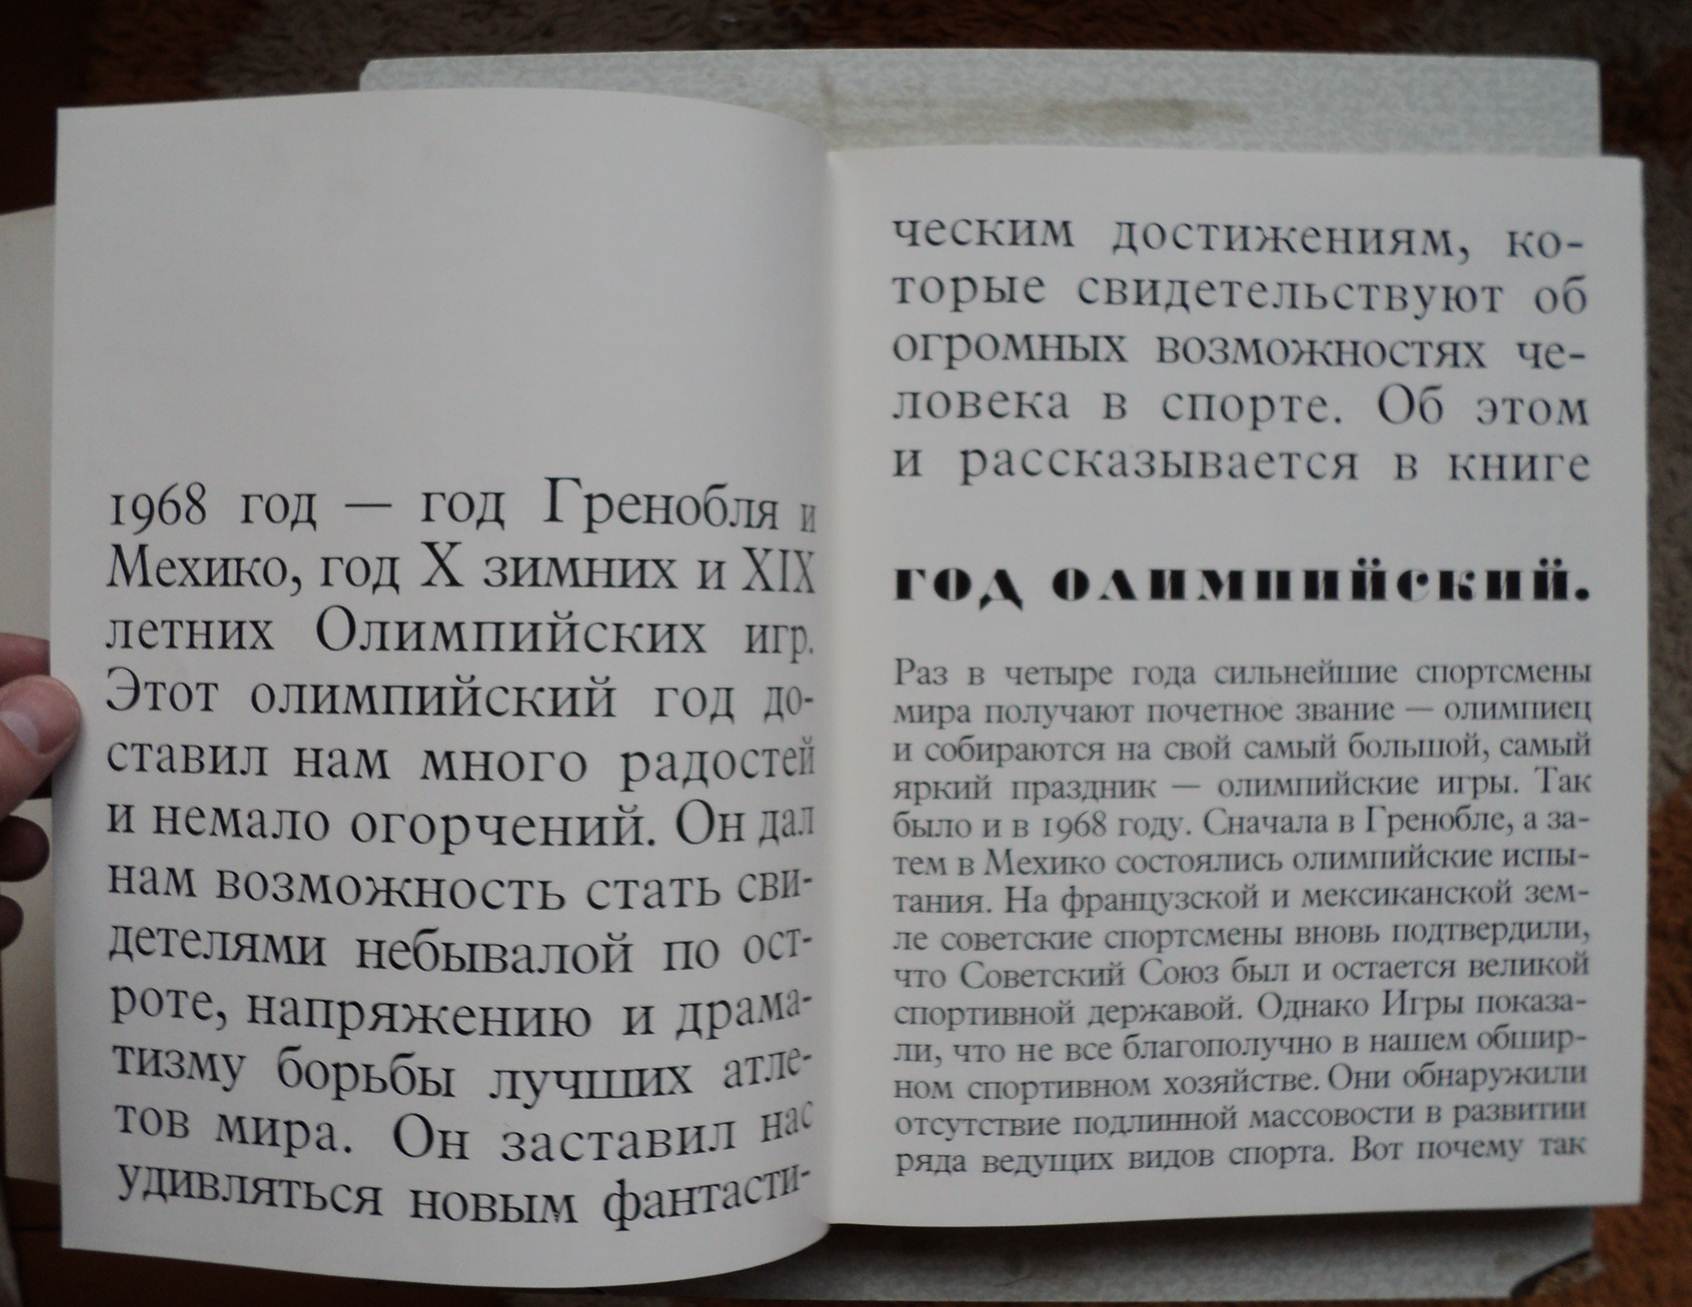 1968 год — год Гренобля и
Мехико, год X зимних и XIX
летних Олимпийских игр.
Этот олимпийский год до-
ставил нам много радостей
и немало огорчений. Он дал
нам возможность стать сви-
детелями небывалой по ост-
роте, напряжению и драма-
тизму борьбы лучших атле-
тов мира. Он заставил нас
удивляться новым фантасти-
ческим достижениям, ко-
торые свидетельствуют об
огромных возможностях че-
ловека в спорте. Об этом
и рассказывается в книге
ГОД ОЛИМПИЙСКИЙ.
Раз в четыре года сильнейшие спортсмены
мира получают почетное звание — олимпиец
и собираются на свой самый большой, самый
яркий праздник — олимпийские игры. Так
было и в 1968 году. Сначала в Гренобле, а за-
тем в Мехико состоялись олимпийские испы-
тания. На французской и мексиканской зем-
ле советские спортсмены вновь подтвердили,
что Советский Союз был и остается великой
спортивной державой. Однако Игры показа-
ли, что не все благополучно в нашем обшир-
ном спортивном хозяйстве. Они обнаружили
отсутствие подлинной массовости в развитии
ряда ведущих видов спорта. Вот почему так